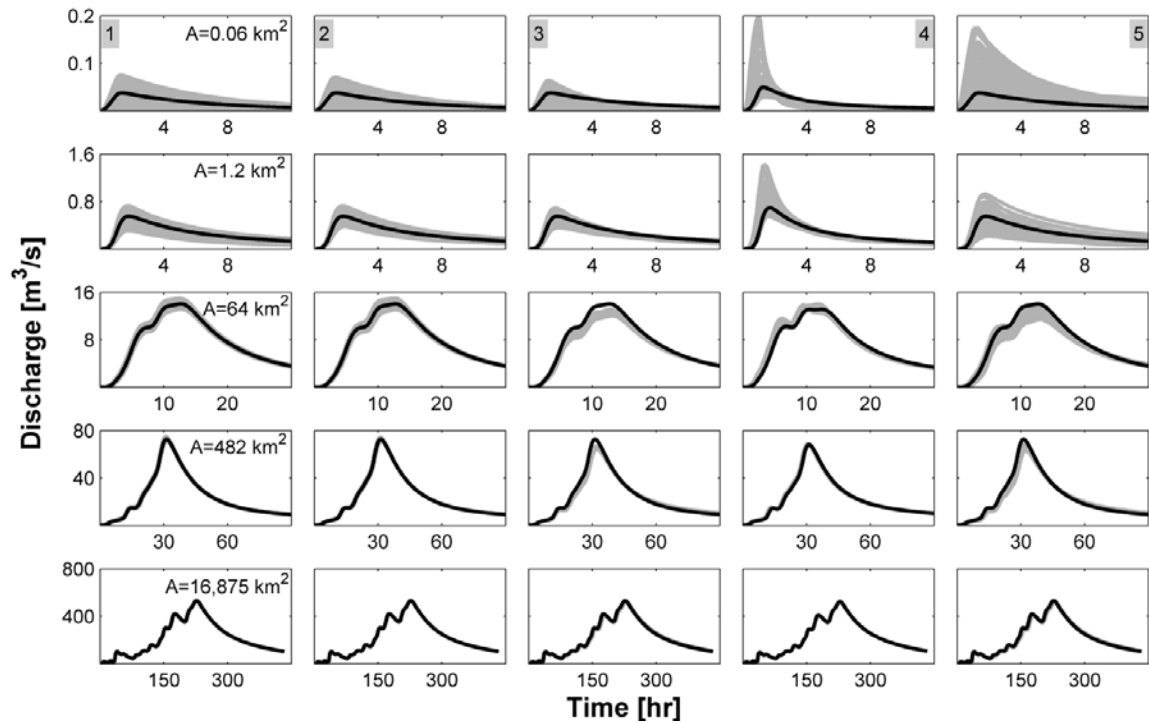 1 A=0.06 km² 2 3 4 5
0.2
0.1
4 8 4 8 4 8 4 8 4 8
1.6 A=1.2 km²
0.8
4 8 4 8 4 8 4 8 4 8
16 A=64 km²
8
10 20 10 20 10 20 10 20 10 20
80 A=482 km²
40
30 60 30 60 30 60 30 60 30 60
800 A=16,875 km²
400
150 300 150 300 150 300 150 300 150 300
Discharge [m³/s]
Time [hr]